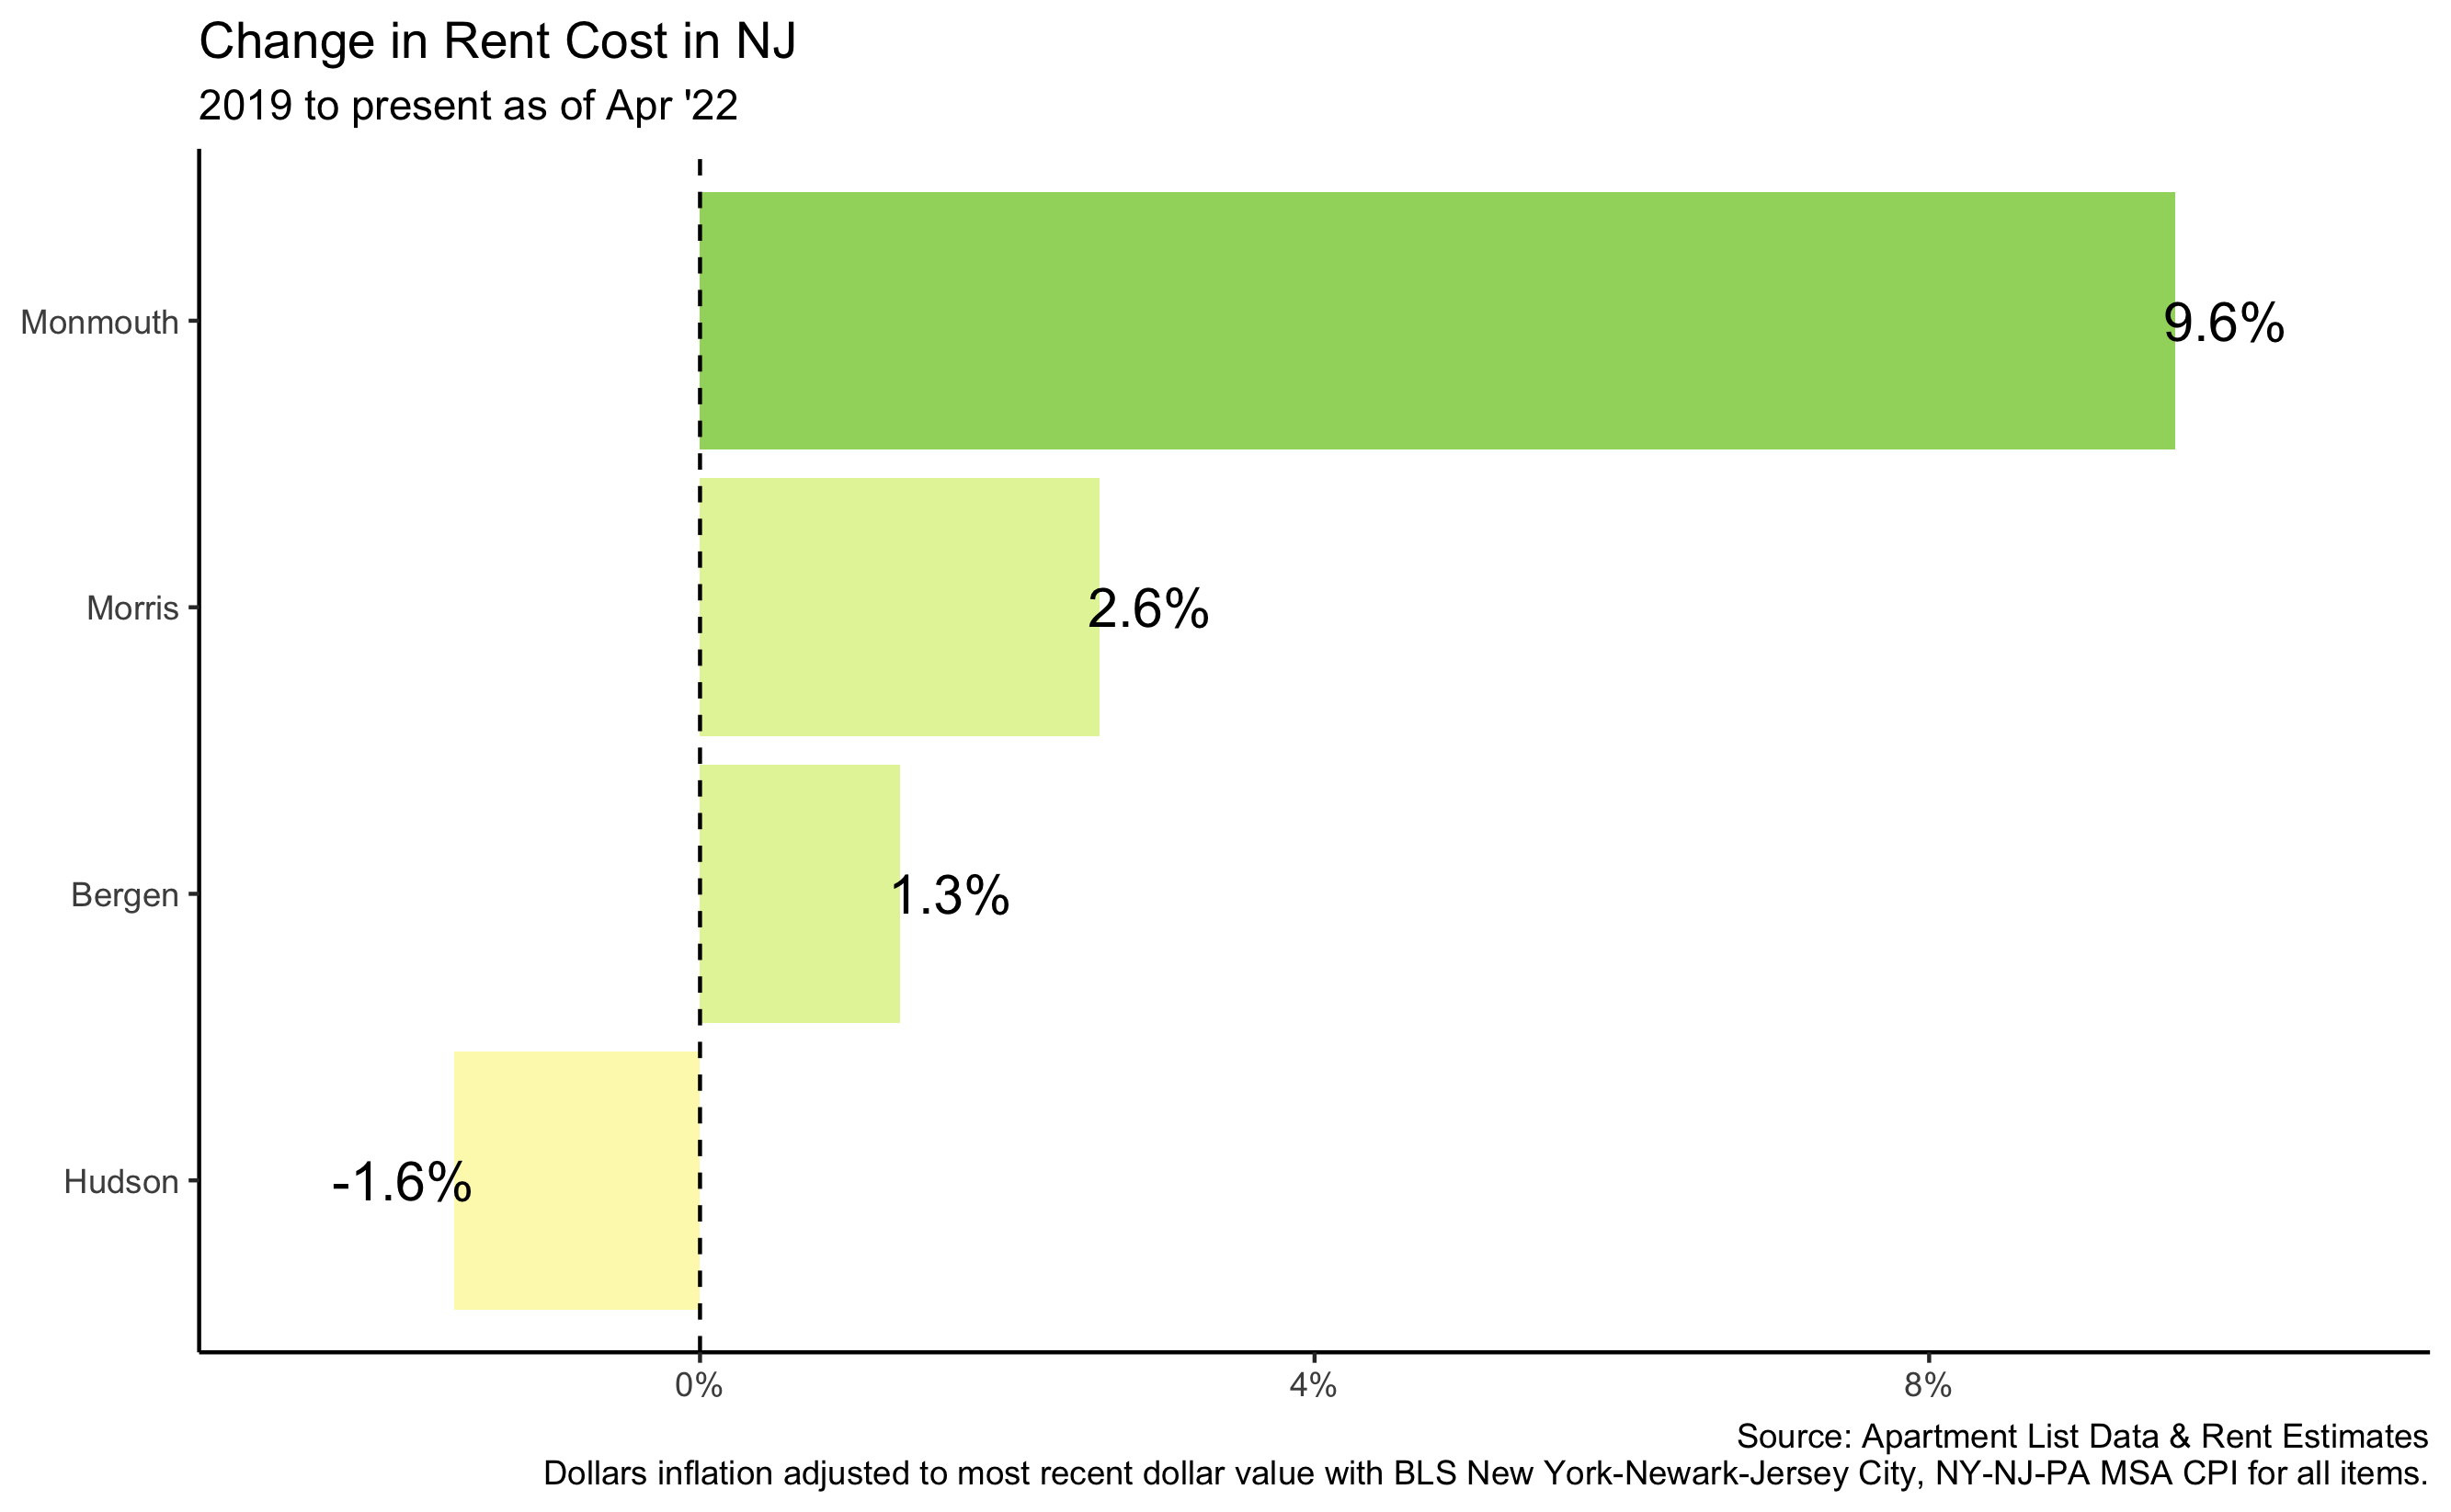 Change in Rent Cost in NJ
2019 to present as of Apr '22
Monmouth
9.6%
Morris
2.6%
Bergen
1.3%
Hudson
-1.6%
0%
4%
8%
Source: Apartment List Data & Rent Estimates
Dollars inflation adjusted to most recent dollar value with BLS New York-Newark-Jersey City, NY-NJ-PA MSA CPI for all items.